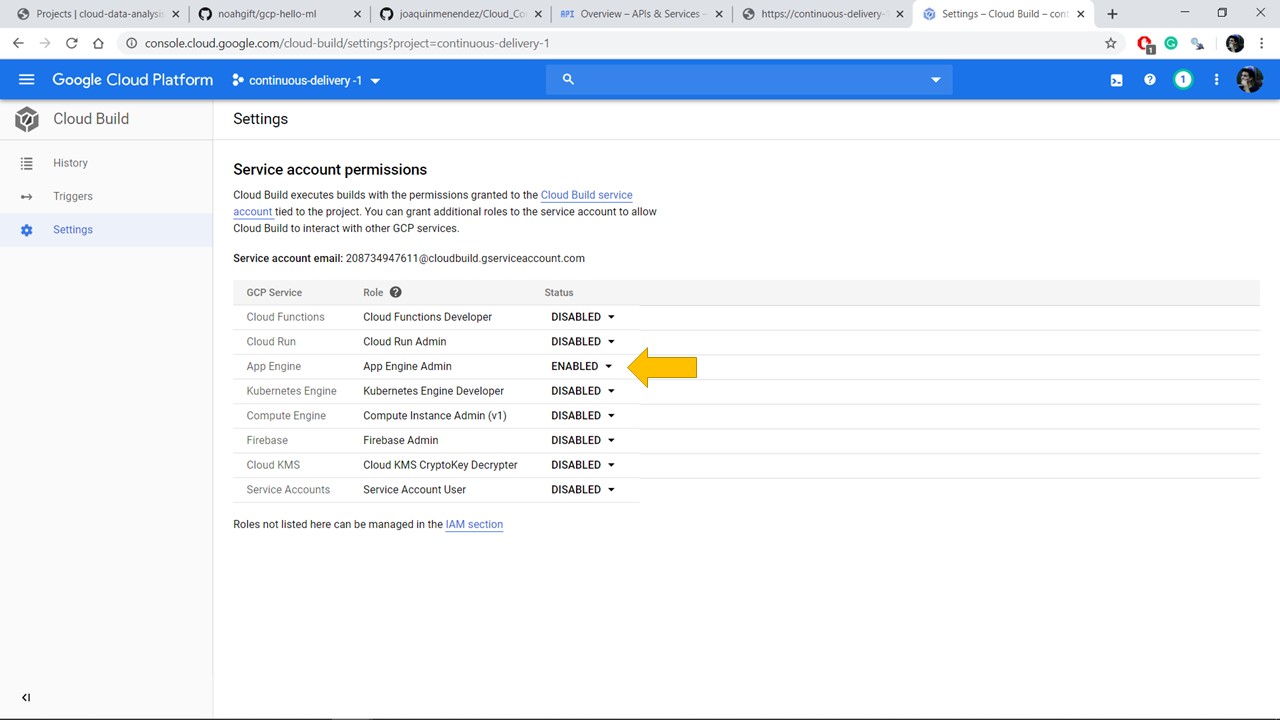 Projects | cloud-data-analysis
noahgift/gcp-hello-ml
joaquinmenendez/Cloud_Co
API Overview – APIs & Services –
https://continuous-delivery-
Settings – Cloud Build – cont
console.cloud.google.com/cloud-build/settings?project=continuous-delivery-1
1
Google Cloud Platform
continuous-delivery -1
1
Cloud Build
Settings
History
Triggers
Settings
Service account permissions
Cloud Build executes builds with the permissions granted to the Cloud Build service
account tied to the project. You can grant additional roles to the service account to allow
Cloud Build to interact with other GCP services.
Service account email: 208734947611@cloudbuild.gserviceaccount.com
GCP Service Role Status
Cloud Functions Cloud Functions Developer DISABLED
Cloud Run Cloud Run Admin DISABLED
App Engine App Engine Admin ENABLED
Kubernetes Engine Kubernetes Engine Developer DISABLED
Compute Engine Compute Instance Admin (v1) DISABLED
Firebase Firebase Admin DISABLED
Cloud KMS Cloud KMS CryptoKey Decrypter DISABLED
Service Accounts Service Account User DISABLED
Roles not listed here can be managed in the IAM section